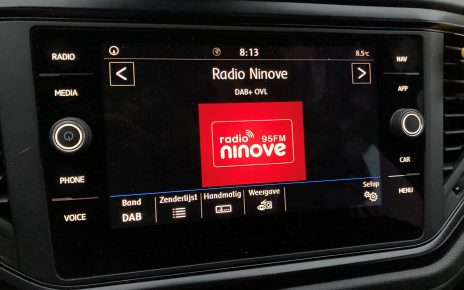 RADIO
MEDIA
PHONE
VOICE
8:13
8.5°C
Radio Ninove
DAB+ OVL
radio 95FM
ninove
Band Zenderlijst Handmatig Weergave Setup
DAB
NAV
APP
CAR
MENU